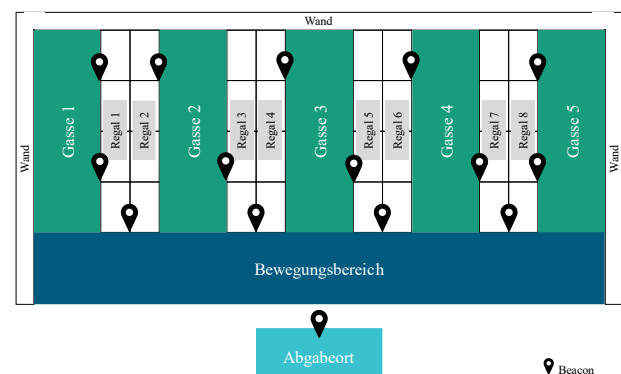 Wand
Wand
Gasse 1
Regal 1
Regal 2
Gasse 2
Regal 3
Regal 4
Gasse 3
Regal 5
Regal 6
Gasse 4
Regal 7
Regal 8
Gasse 5
Wand
Bewegungsbereich
Abgabeort
Beacon